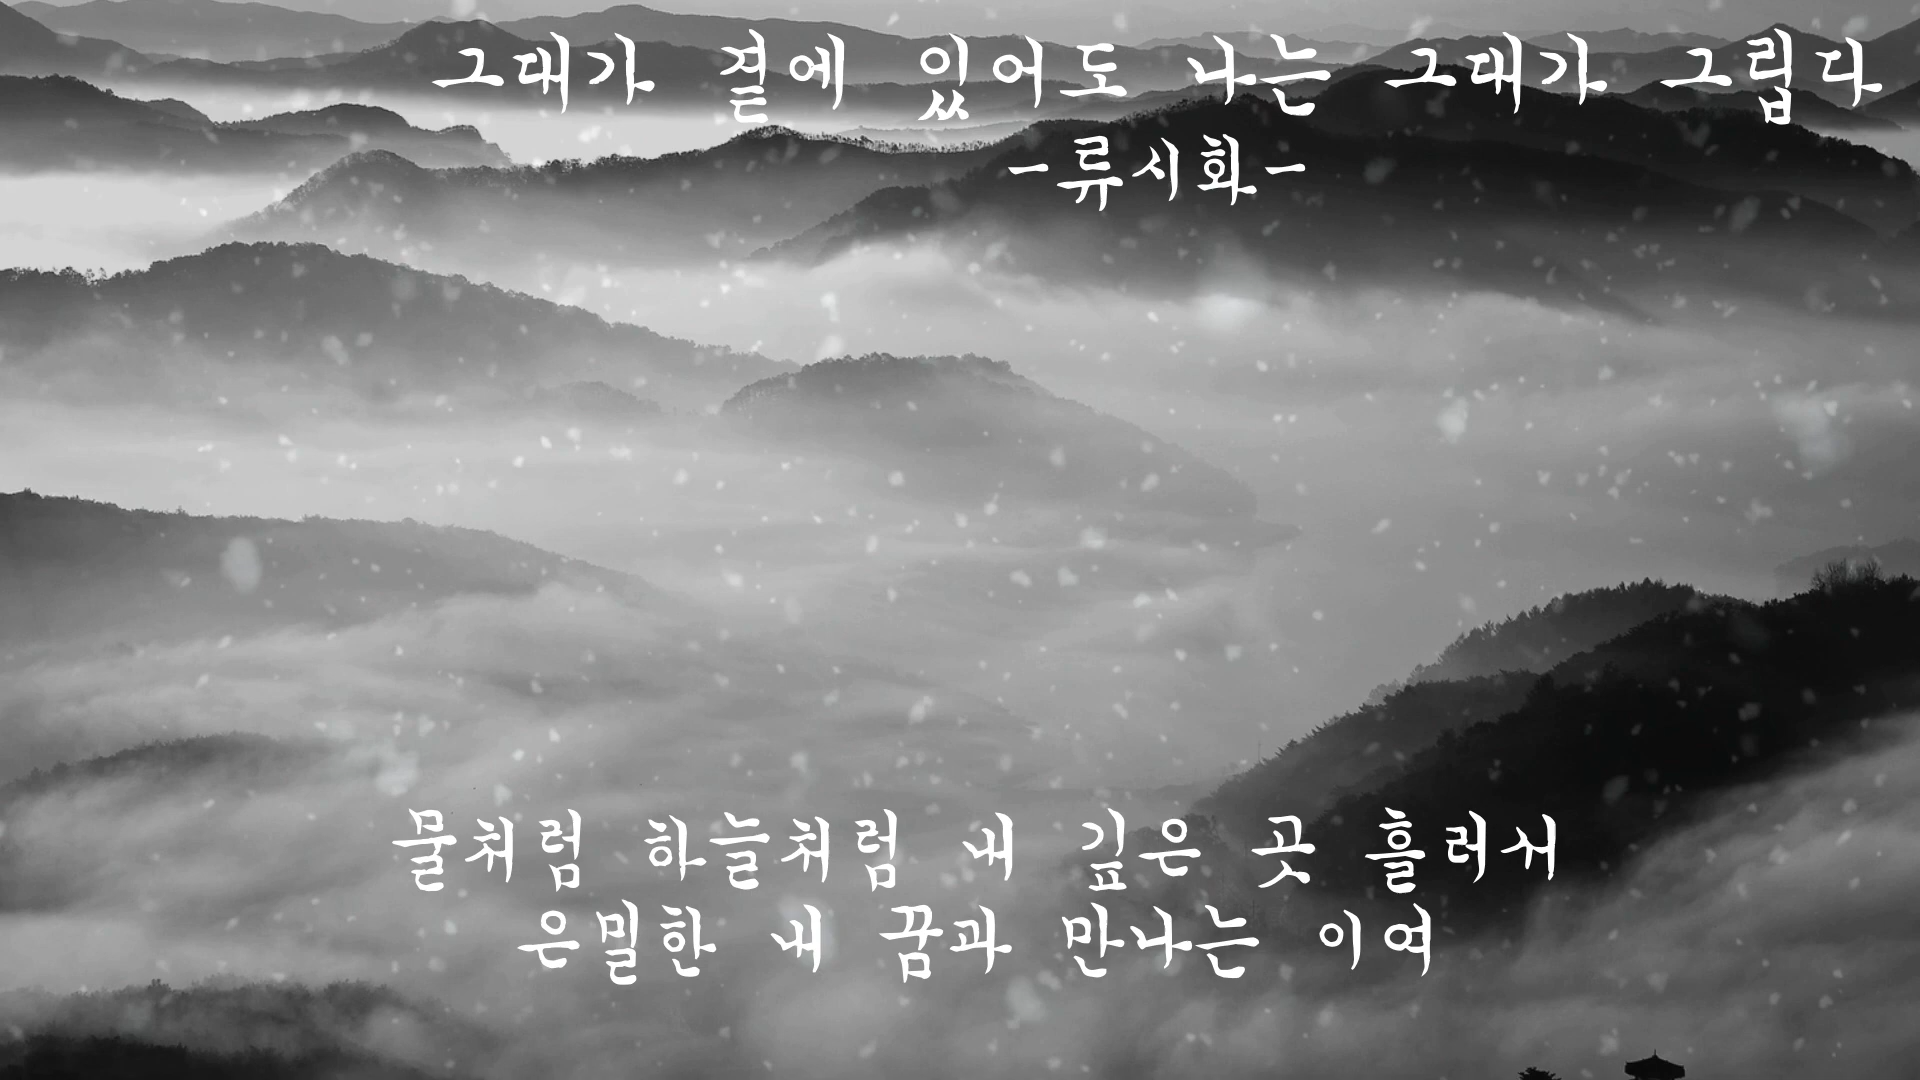 그대가 곁에 있어도 나는 그대가 그립다
-류시화-
물처럼 하늘처럼 내 깊은 곳 흘러서
은밀한 내 꿈과 만나는 이여